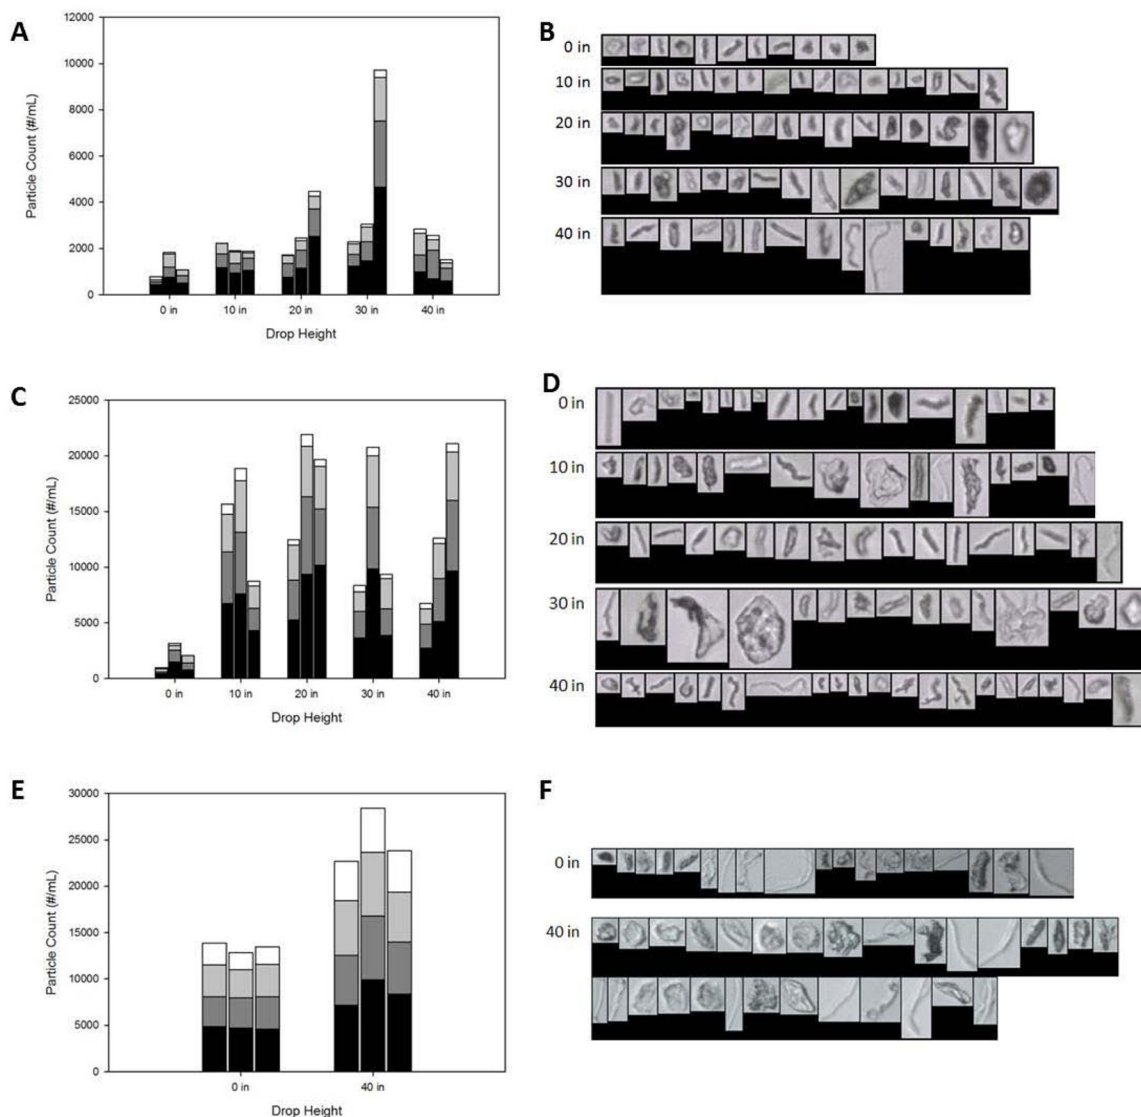 A
Particle Count (#/mL)
12000
10000
8000
6000
4000
2000
0
0 in
10 in
20 in
30 in
40 in
Drop Height
B
0 in
10 in
20 in
30 in
40 in
C
Particle Count (#/mL)
25000
20000
15000
10000
5000
0
0 in
10 in
20 in
30 in
40 in
Drop Height
D
0 in
10 in
20 in
30 in
40 in
E
Particle Count (#/mL)
30000
25000
20000
15000
10000
5000
0
0 in
40 in
Drop Height
F
0 in
40 in